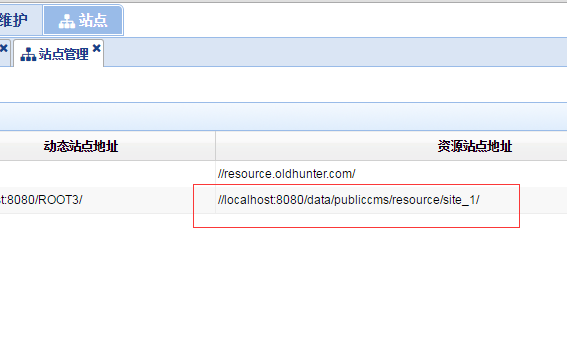 维护 站点
站点管理
动态站点地址 资源站点地址
//resource.oldhunter.com/
t:8080/ROOT3/ //localhost:8080/data/publiccms/resource/site_1/